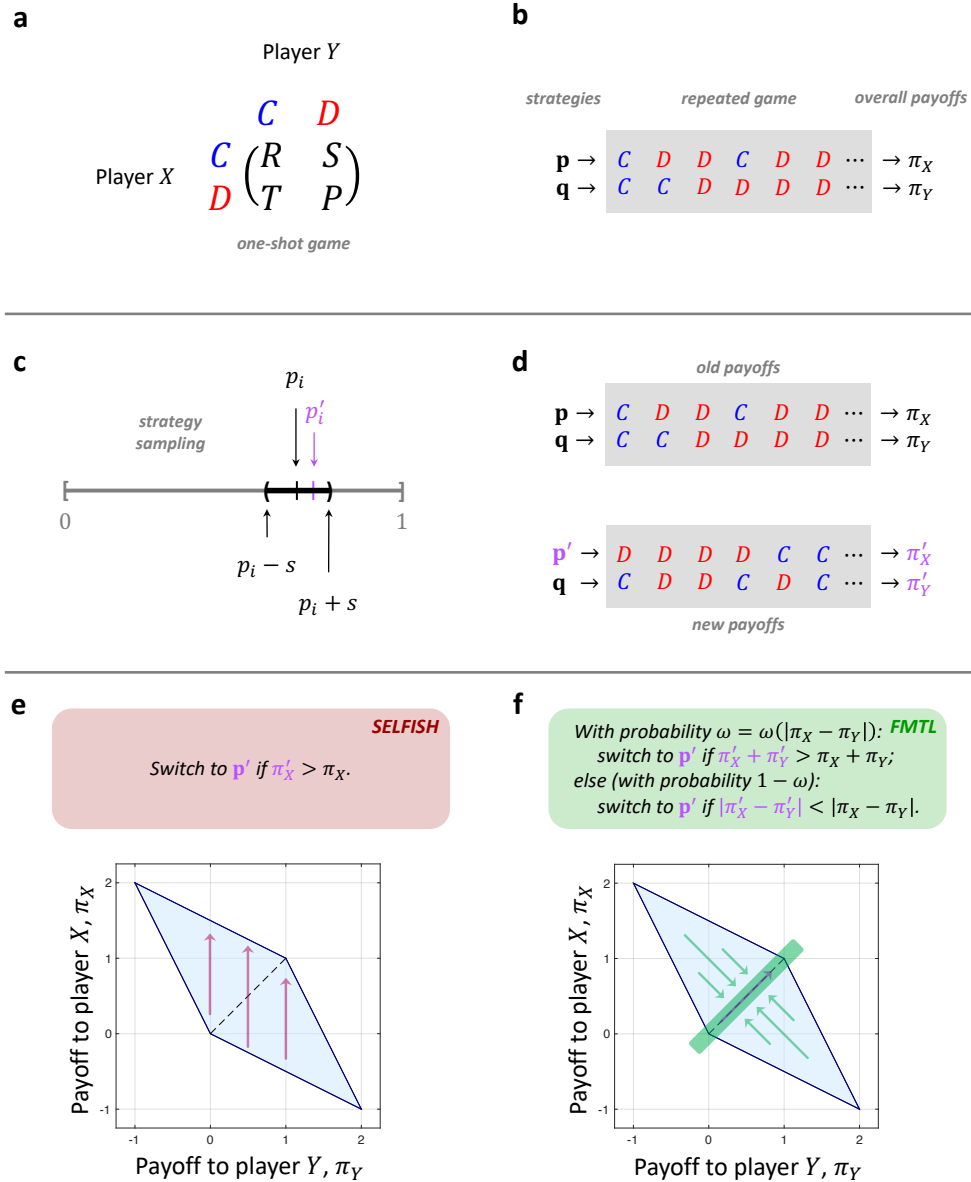 a
Player Y
C D
Player X C ( R S )
D ( T P )
one-shot game
b
strategies repeated game overall payoffs
p → C D D C D D ⋯ → π_X
q → C C D D D D ⋯ → π_Y
c
strategy
sampling
p_i
p′_i
0 1
p_i − s
p_i + s
d
old payoffs
p → C D D C D D ⋯ → π_X
q → C C D D D D ⋯ → π_Y
p′ → D D D D C C ⋯ → π′_X
q → C D D C D C ⋯ → π′_Y
new payoffs
e
SELFISH
Switch to p′ if π′_X > π_X.
Payoff to player X, π_X
2
1
0
-1
-1 0 1 2
Payoff to player Y, π_Y
f
With probability ω = ω(|π_X − π_Y|): FMTL
switch to p′ if π′_X + π′_Y > π_X + π_Y;
else (with probability 1 − ω):
switch to p′ if |π′_X − π′_Y| < |π_X − π_Y|.
Payoff to player X, π_X
2
1
0
-1
-1 0 1 2
Payoff to player Y, π_Y